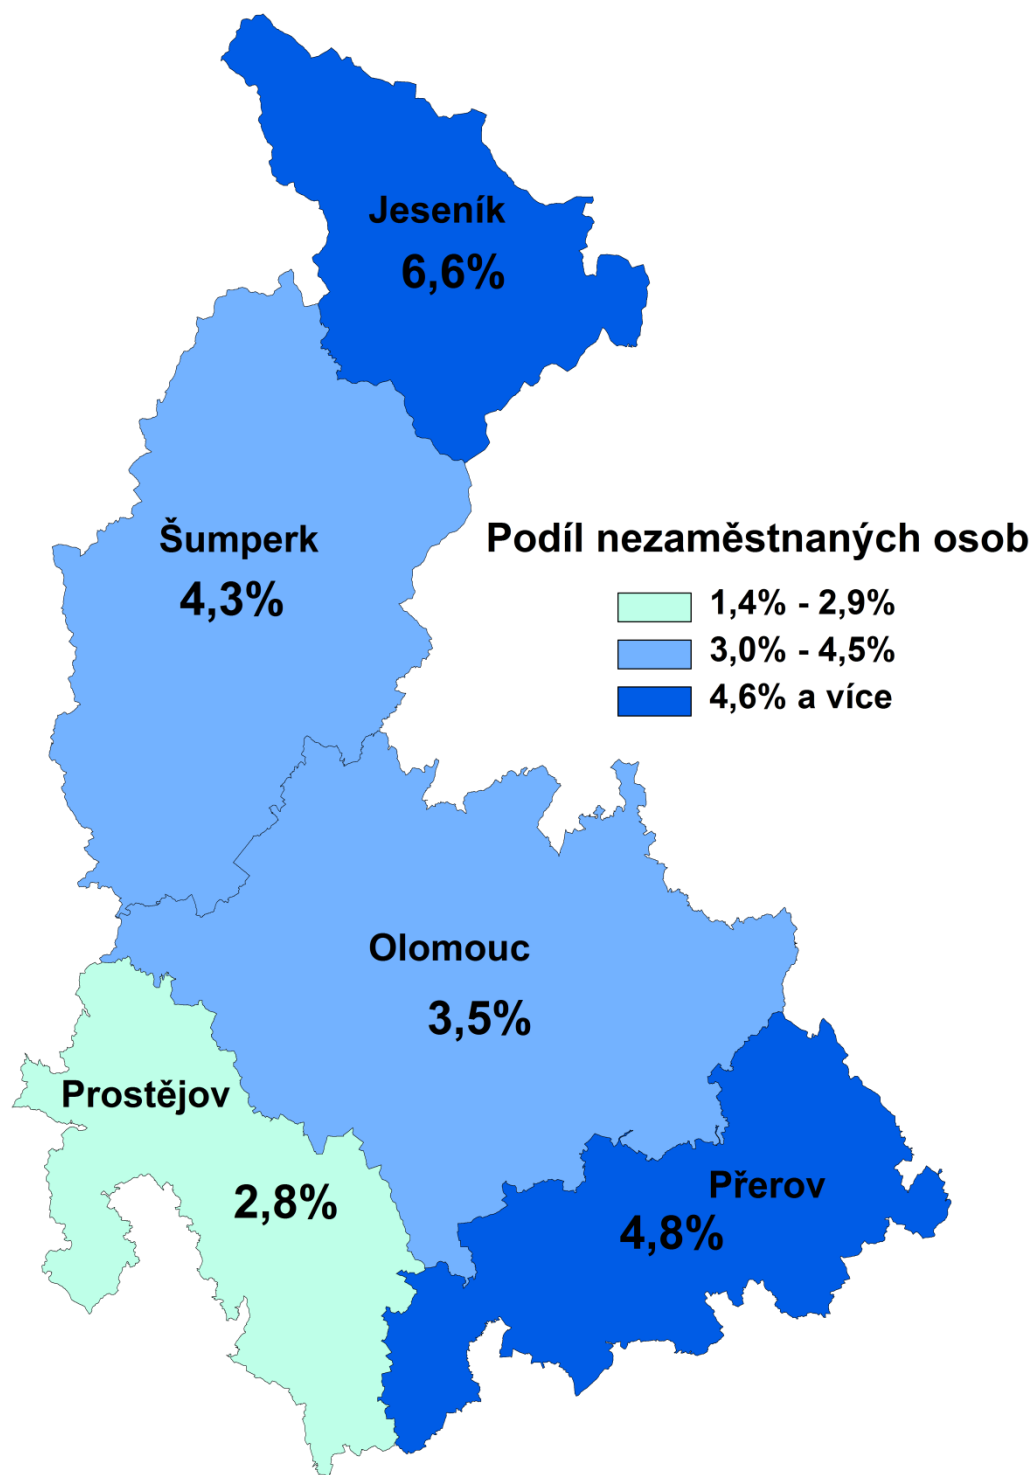 Jeseník
6,6%
Šumperk
4,3%
Podíl nezaměstnaných osob
1,4% - 2,9%
3,0% - 4,5%
4,6% a více
Olomouc
3,5%
Prostějov
2,8%
Přerov
4,8%